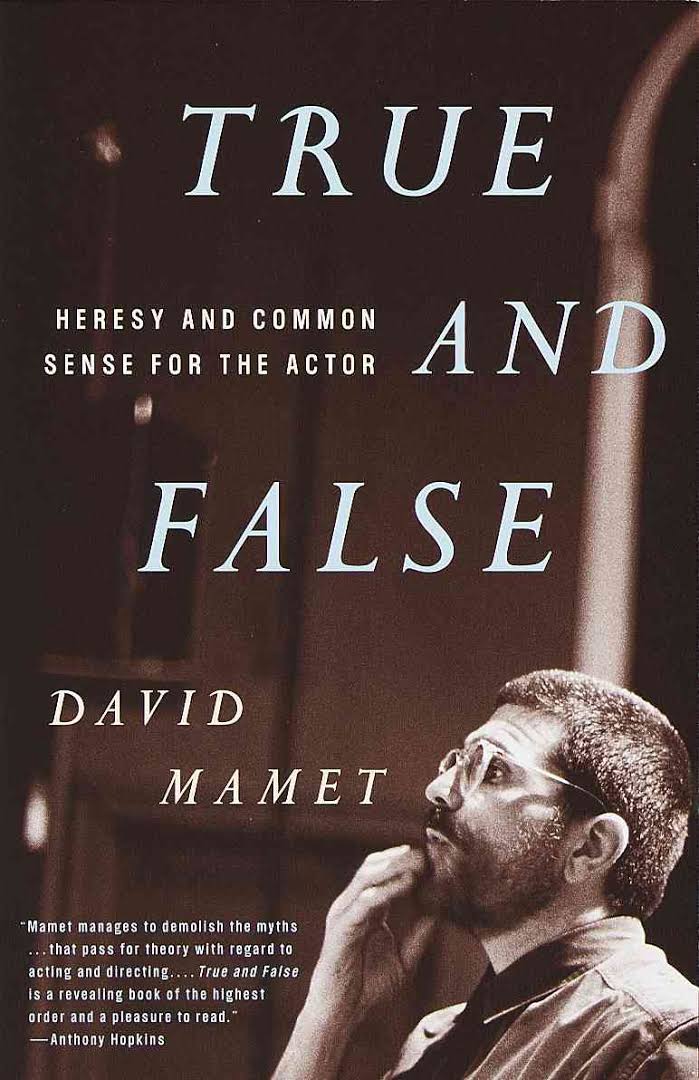 TRUE
HERESY AND COMMON
SENSE FOR THE ACTOR
AND
FALSE
DAVID
MAMET
"Mamet manages to demolish the myths
...that pass for theory with regard to
acting and directing.... True and False
is a revealing book of the highest
order and a pleasure to read."
—Anthony Hopkins